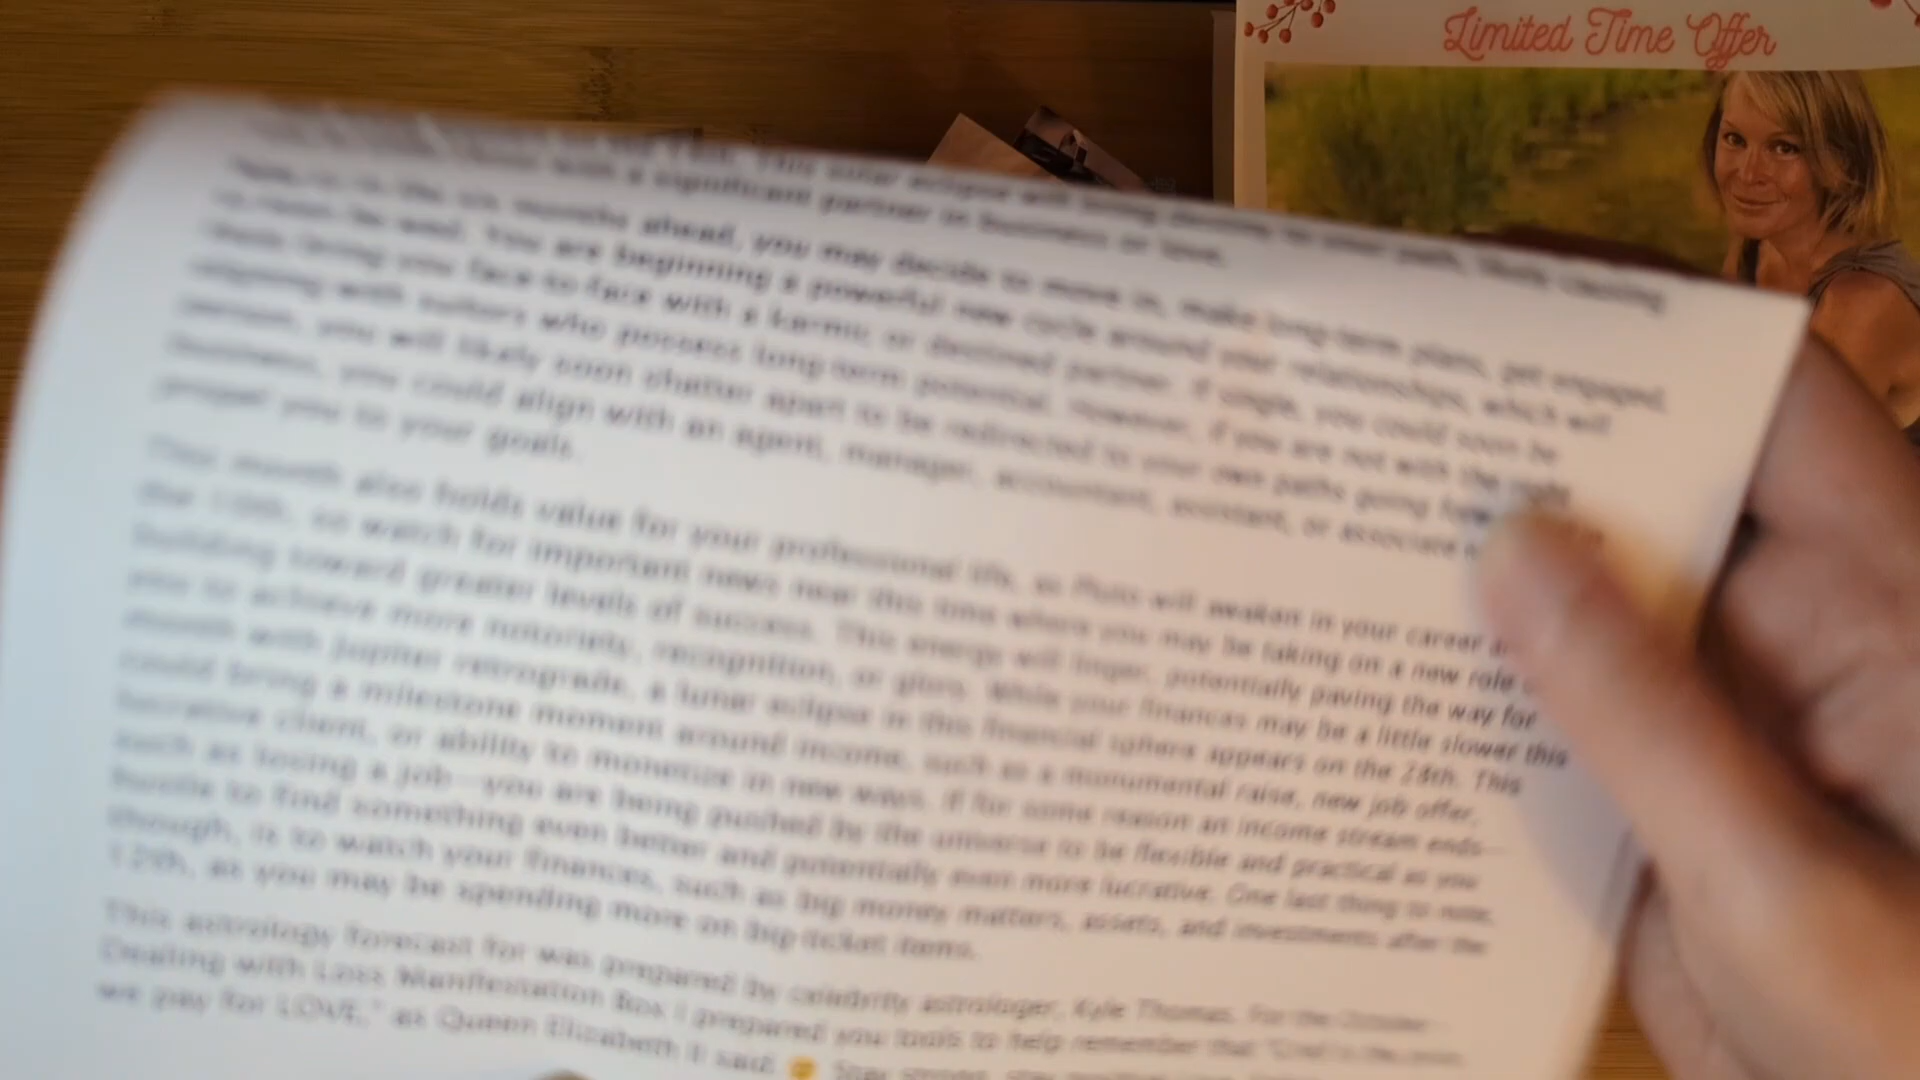 Limited Time Offer
This solar eclipse will bring destiny to your path, likely causing
with a significant partner in business or love.
in the six months ahead, you may decide to move in, make long-term plans, get engaged,
or even be wed. You are beginning a powerful new cycle around your relationships, which will
bring you face-to-face with a karmic or destined partner. If single, you could soon be
aligning with suitors who possess long-term potential. However, if you are not with the right
person, you will likely soon shatter apart to be redirected to your own paths going
business, you could align with an agent, manager, accountant, assistant, or associate
propel you to your goals.
This month also holds value for your professional life, as Pluto will awaken in your career
the 10th, so watch for important news near this time where you may be taking on a new role
building toward greater levels of success. This energy will linger, potentially paving the way for
you to achieve more notoriety, recognition, or glory. While your finances may be a little slower this
month with Jupiter retrograde, a lunar eclipse in this financial sphere appears on the 28th. This
could bring a milestone moment around income, such as a monumental raise, new job offer,
lucrative client, or ability to monetize in new ways. If for some reason an income stream ends—
such as losing a job—you are being pushed by the universe to be flexible and practical as you
hustle to find something even better and potentially even more lucrative. One last thing to note,
though, is to watch your finances, such as big money matters, assets, and investments after the
12th, as you may be spending more on big-ticket items.
This astrology forecast for was prepared by celebrity astrologer, Kyle Thomas. For the October
Dealing with Loss Manifestation Box I prepared you tools to help remember that "Grief is the price
we pay for LOVE," as Queen Elizabeth II said.